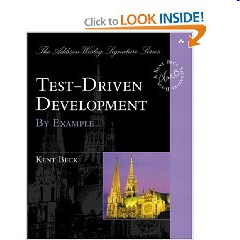 Click to LOOK INSIDE!
The Addison-Wesley Signature Series
TEST-DRIVEN
DEVELOPMENT
BY EXAMPLE
KENT BECK